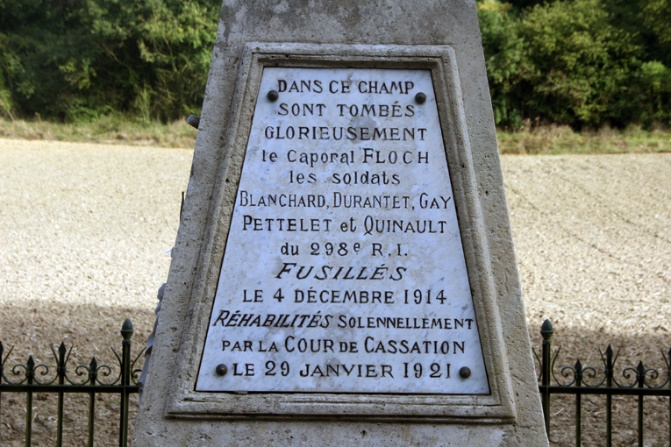 DANS CE CHAMP
SONT TOMBÉS
GLORIEUSEMENT
le Caporal FLOCH
les soldats
BLANCHARD, DURANTET, GAY
PETTELET et QUINAULT
du 298e R.I.
FUSILLÉS
LE 4 DÉCEMBRE 1914
RÉHABILITÉS SOLENNELLEMENT
PAR LA COUR DE CASSATION
LE 29 JANVIER 1921